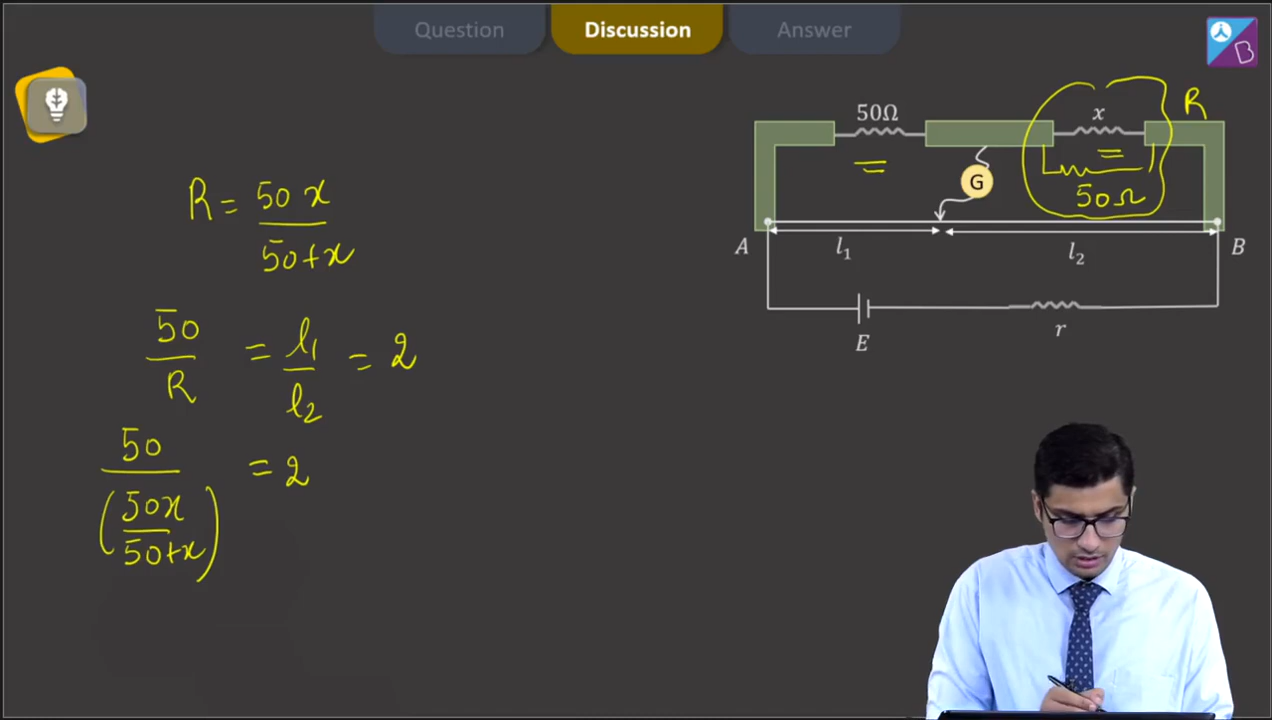 Question Discussion Answer
B
50Ω x R
=
=
G
50Ω
A l₁ l₂ B
E r
R = 50 x / 50+x
50 / R = l₁ / l₂ = 2
50 / (50x / 50+x) = 2